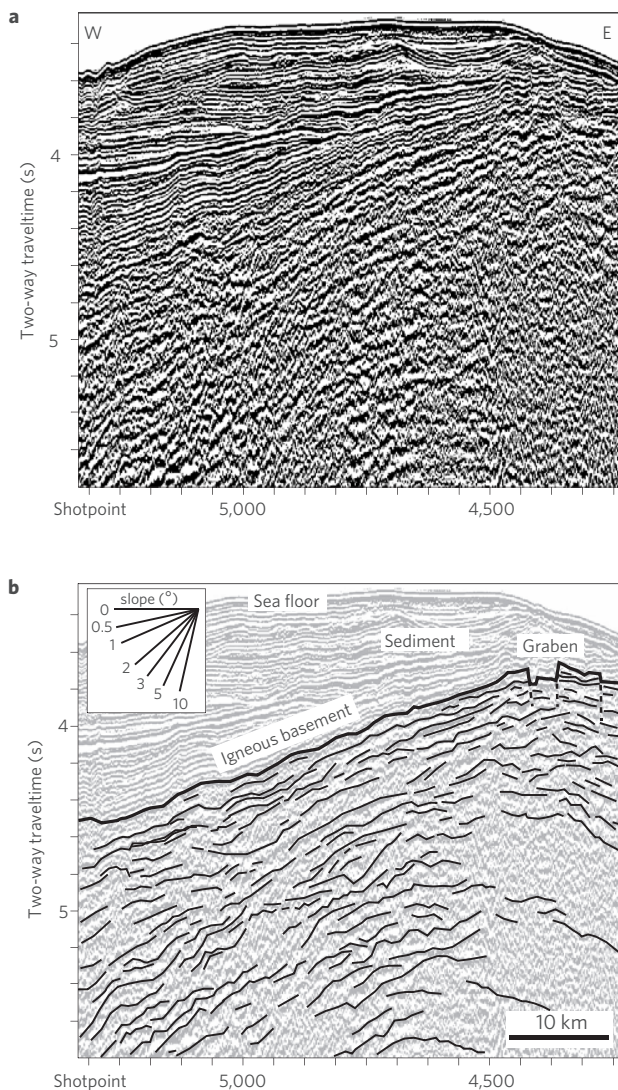 a
W
E
4
5
Two-way traveltime (s)
Shotpoint
5,000
4,500
b
slope (°)
0
0.5
1
2
3
5
10
Sea floor
Sediment
Graben
Igneous basement
4
5
Two-way traveltime (s)
10 km
Shotpoint
5,000
4,500